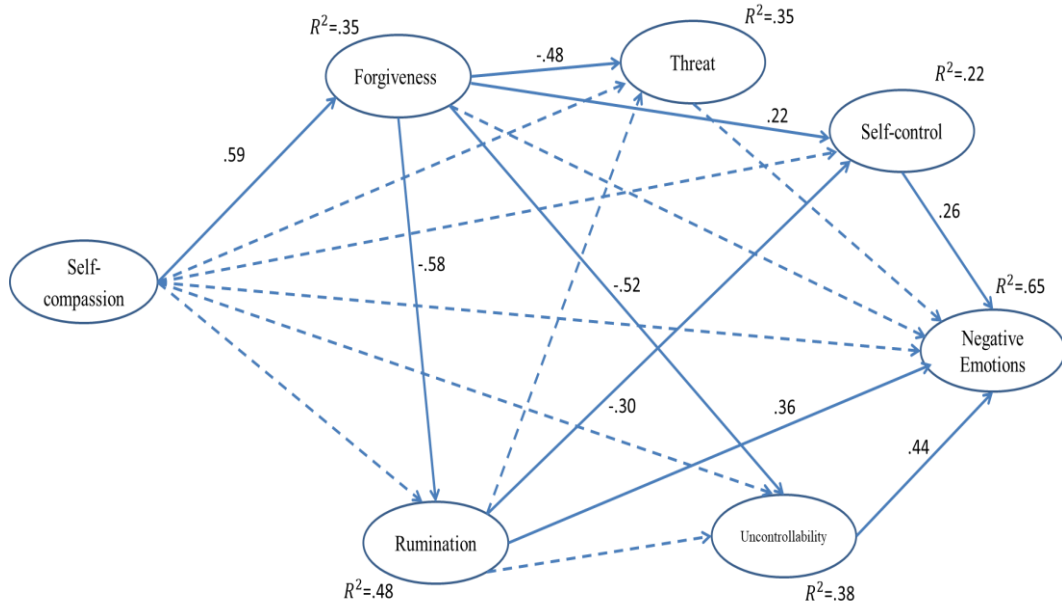 R²=.35
R²=.35
Forgiveness
-.48
Threat
R²=.22
.22
Self-control
.59
.26
Self-
compassion
-.58
-.52
R²=.65
Negative
Emotions
-.30
.36
.44
Rumination
Uncontrollability
R²=.48
R²=.38